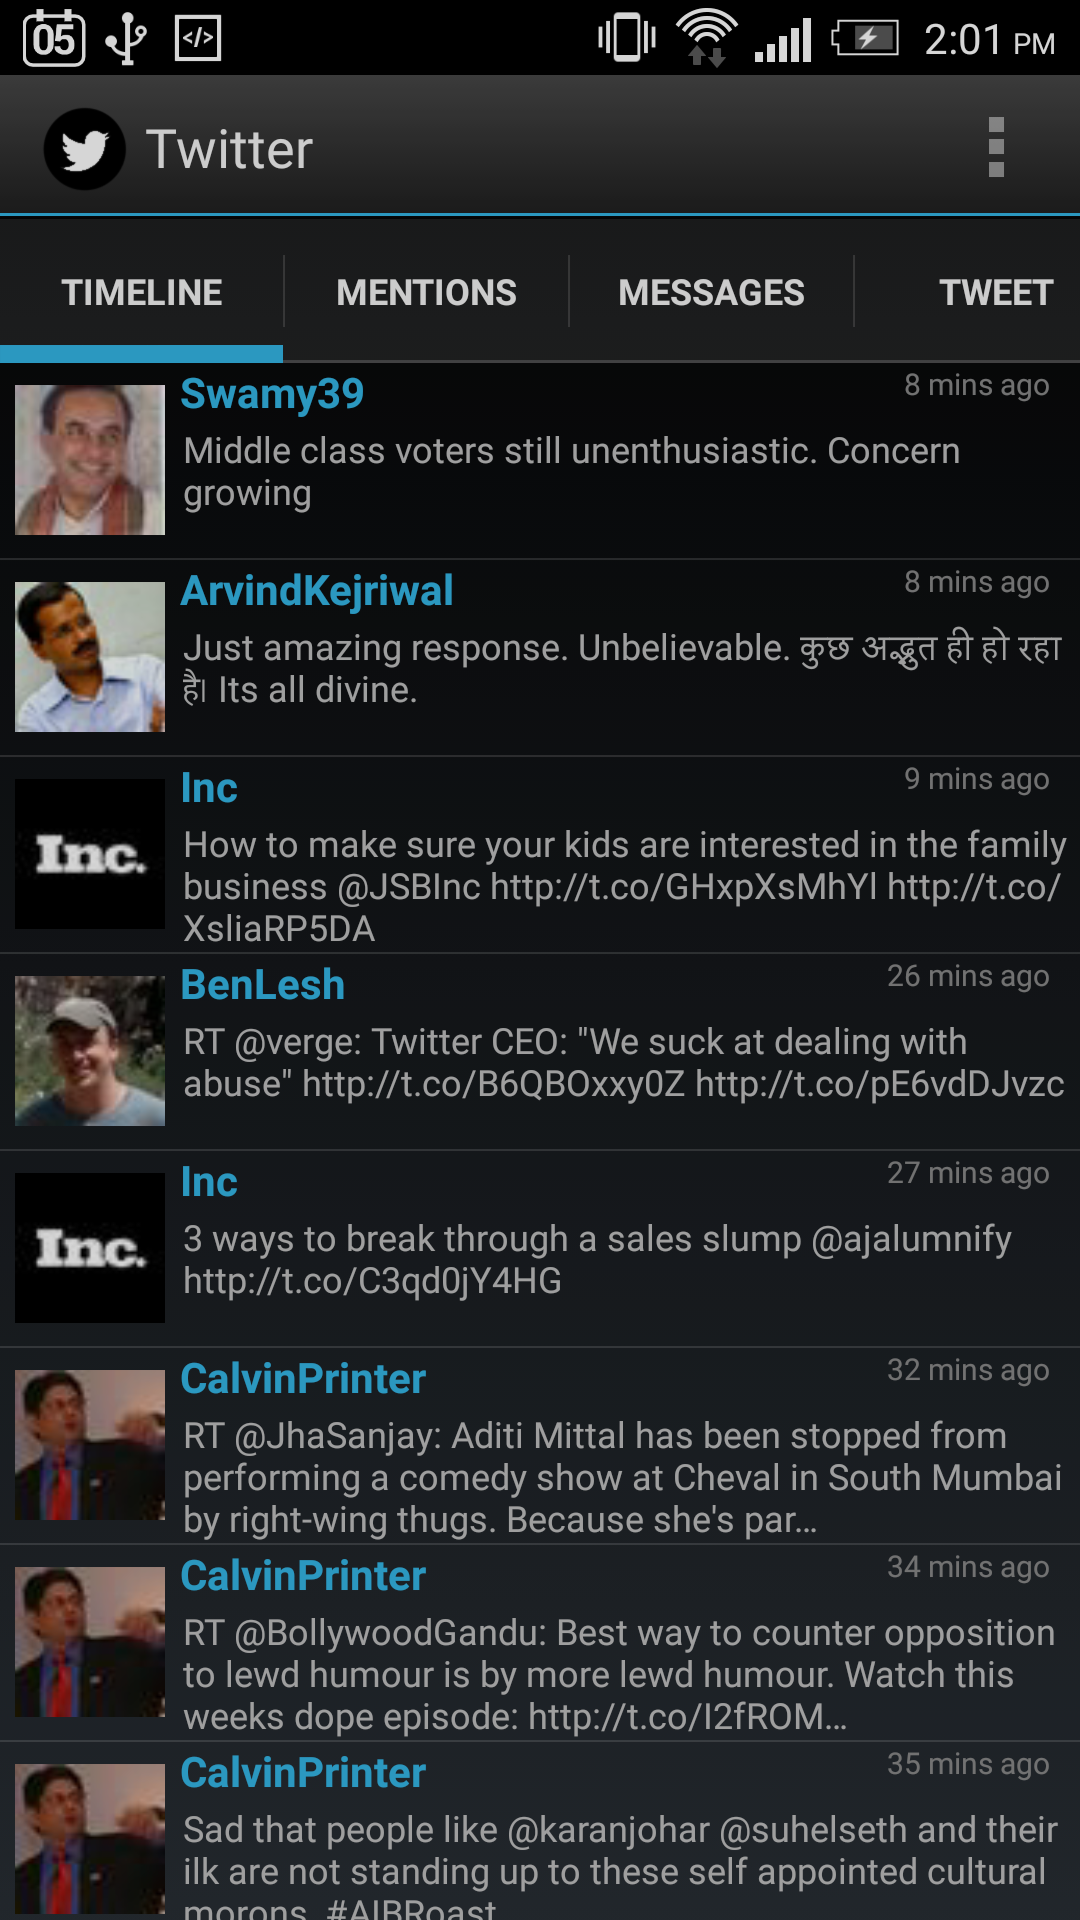 05 </> 2:01 PM
Twitter
TIMELINE MENTIONS MESSAGES TWEET
Swamy39 8 mins ago
Middle class voters still unenthusiastic. Concern
growing
ArvindKejriwal 8 mins ago
Just amazing response. Unbelievable. कुछ अद्भुत ही हो रहा
है। Its all divine.
Inc 9 mins ago
Inc.
How to make sure your kids are interested in the family
business @JSBInc http://t.co/GHxpXsMhYl http://t.co/
XsliaRP5DA
BenLesh 26 mins ago
RT @verge: Twitter CEO: "We suck at dealing with
abuse" http://t.co/B6QBOxxy0Z http://t.co/pE6vdDJvzc
Inc 27 mins ago
Inc.
3 ways to break through a sales slump @ajalumnify
http://t.co/C3qd0jY4HG
CalvinPrinter 32 mins ago
RT @JhaSanjay: Aditi Mittal has been stopped from
performing a comedy show at Cheval in South Mumbai
by right-wing thugs. Because she's par...
CalvinPrinter 34 mins ago
RT @BollywoodGandu: Best way to counter opposition
to lewd humour is by more lewd humour. Watch this
weeks dope episode: http://t.co/I2fROM...
CalvinPrinter 35 mins ago
Sad that people like @karanjohar @suhelseth and their
ilk are not standing up to these self appointed cultural
morons. #AIBRoast